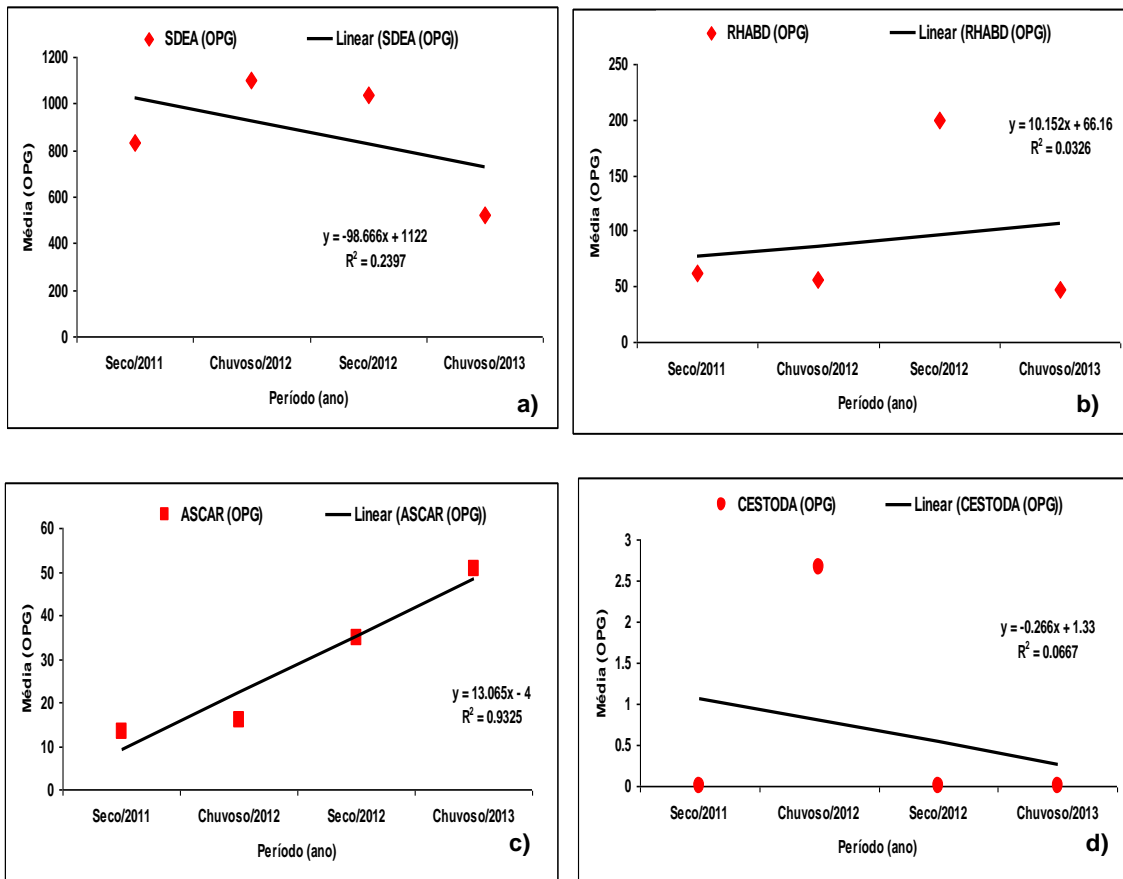 SDEA (OPG) Linear (SDEA (OPG))
1200
1000
800
600
400
200
0
Média (OPG)
y = -98.666x + 1122
R² = 0.2397
Seco/2011 Chuvoso/2012 Seco/2012 Chuvoso/2013
Período (ano)
a)
RHABD (OPG) Linear (RHABD (OPG))
250
200
150
100
50
0
Média (OPG)
y = 10.152x + 66.16
R² = 0.0326
Seco/2011 Chuvoso/2012 Seco/2012 Chuvoso/2013
Período (ano)
b)
ASCAR (OPG) Linear (ASCAR (OPG))
60
50
40
30
20
10
0
Média (OPG)
y = 13.065x - 4
R² = 0.9325
Seco/2011 Chuvoso/2012 Seco/2012 Chuvoso/2013
Período (ano)
c)
CESTODA (OPG) Linear (CESTODA (OPG))
3
2.5
2
1.5
1
0.5
0
Média (OPG)
y = -0.266x + 1.33
R² = 0.0667
Seco/2011 Chuvoso/2012 Seco/2012 Chuvoso/2013
Período (ano)
d)